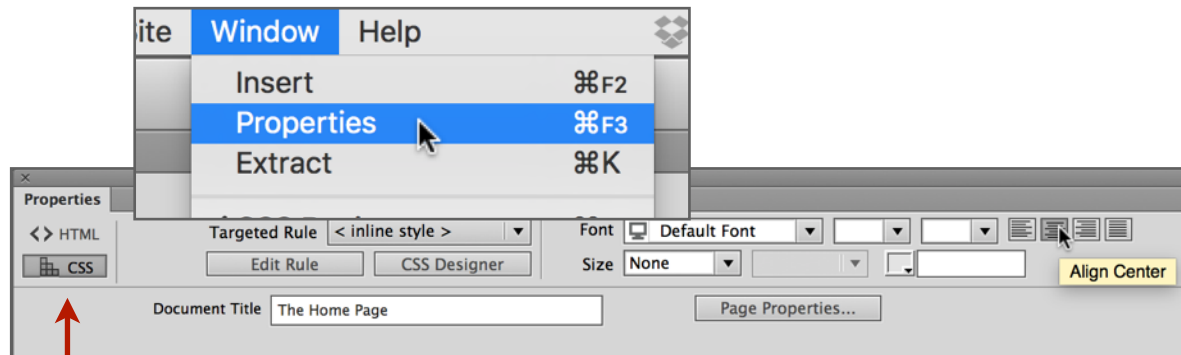 ite Window Help
Insert ⌘F2
Properties ⌘F3
Extract ⌘K
Properties
<> HTML
Targeted Rule < inline style >
Font Default Font
CSS
Edit Rule CSS Designer
Size None
Align Center
Document Title The Home Page
Page Properties...